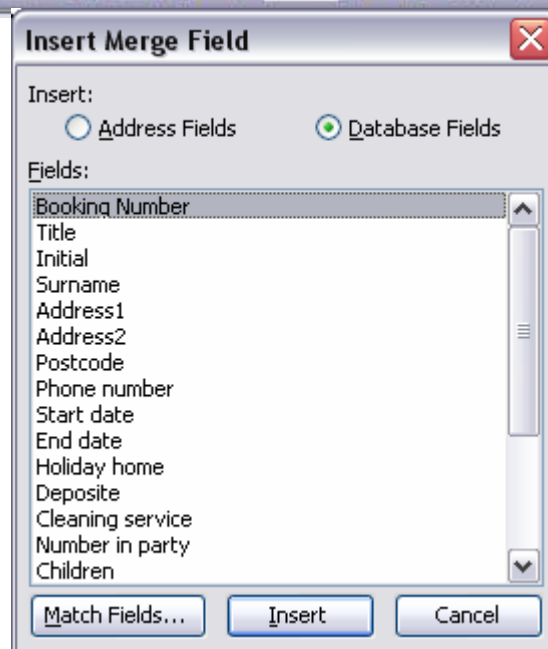 Insert Merge Field
Insert:
Address Fields Database Fields
Fields:
Booking Number
Title
Initial
Surname
Address1
Address2
Postcode
Phone number
Start date
End date
Holiday home
Deposite
Cleaning service
Number in party
Children
Match Fields... Insert Cancel